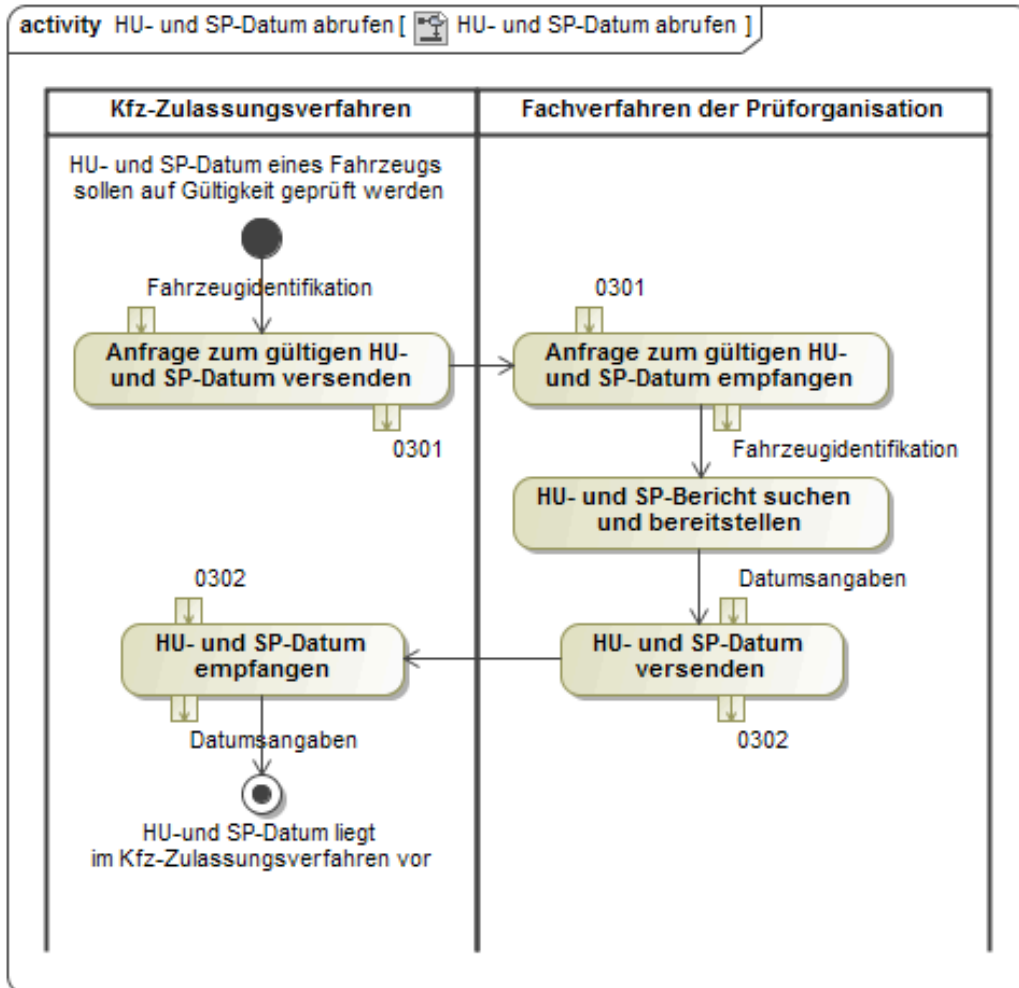 activity HU- und SP-Datum abrufen [ HU- und SP-Datum abrufen ]
Kfz-Zulassungsverfahren
Fachverfahren der Prüforganisation
HU- und SP-Datum eines Fahrzeugs
sollen auf Gültigkeit geprüft werden
Fahrzeugidentifikation
0301
Anfrage zum gültigen HU-
und SP-Datum versenden
Anfrage zum gültigen HU-
und SP-Datum empfangen
0301
Fahrzeugidentifikation
HU- und SP-Bericht suchen
und bereitstellen
0302
Datumsangaben
HU- und SP-Datum
empfangen
HU- und SP-Datum
versenden
Datumsangaben
0302
HU-und SP-Datum liegt
im Kfz-Zulassungsverfahren vor